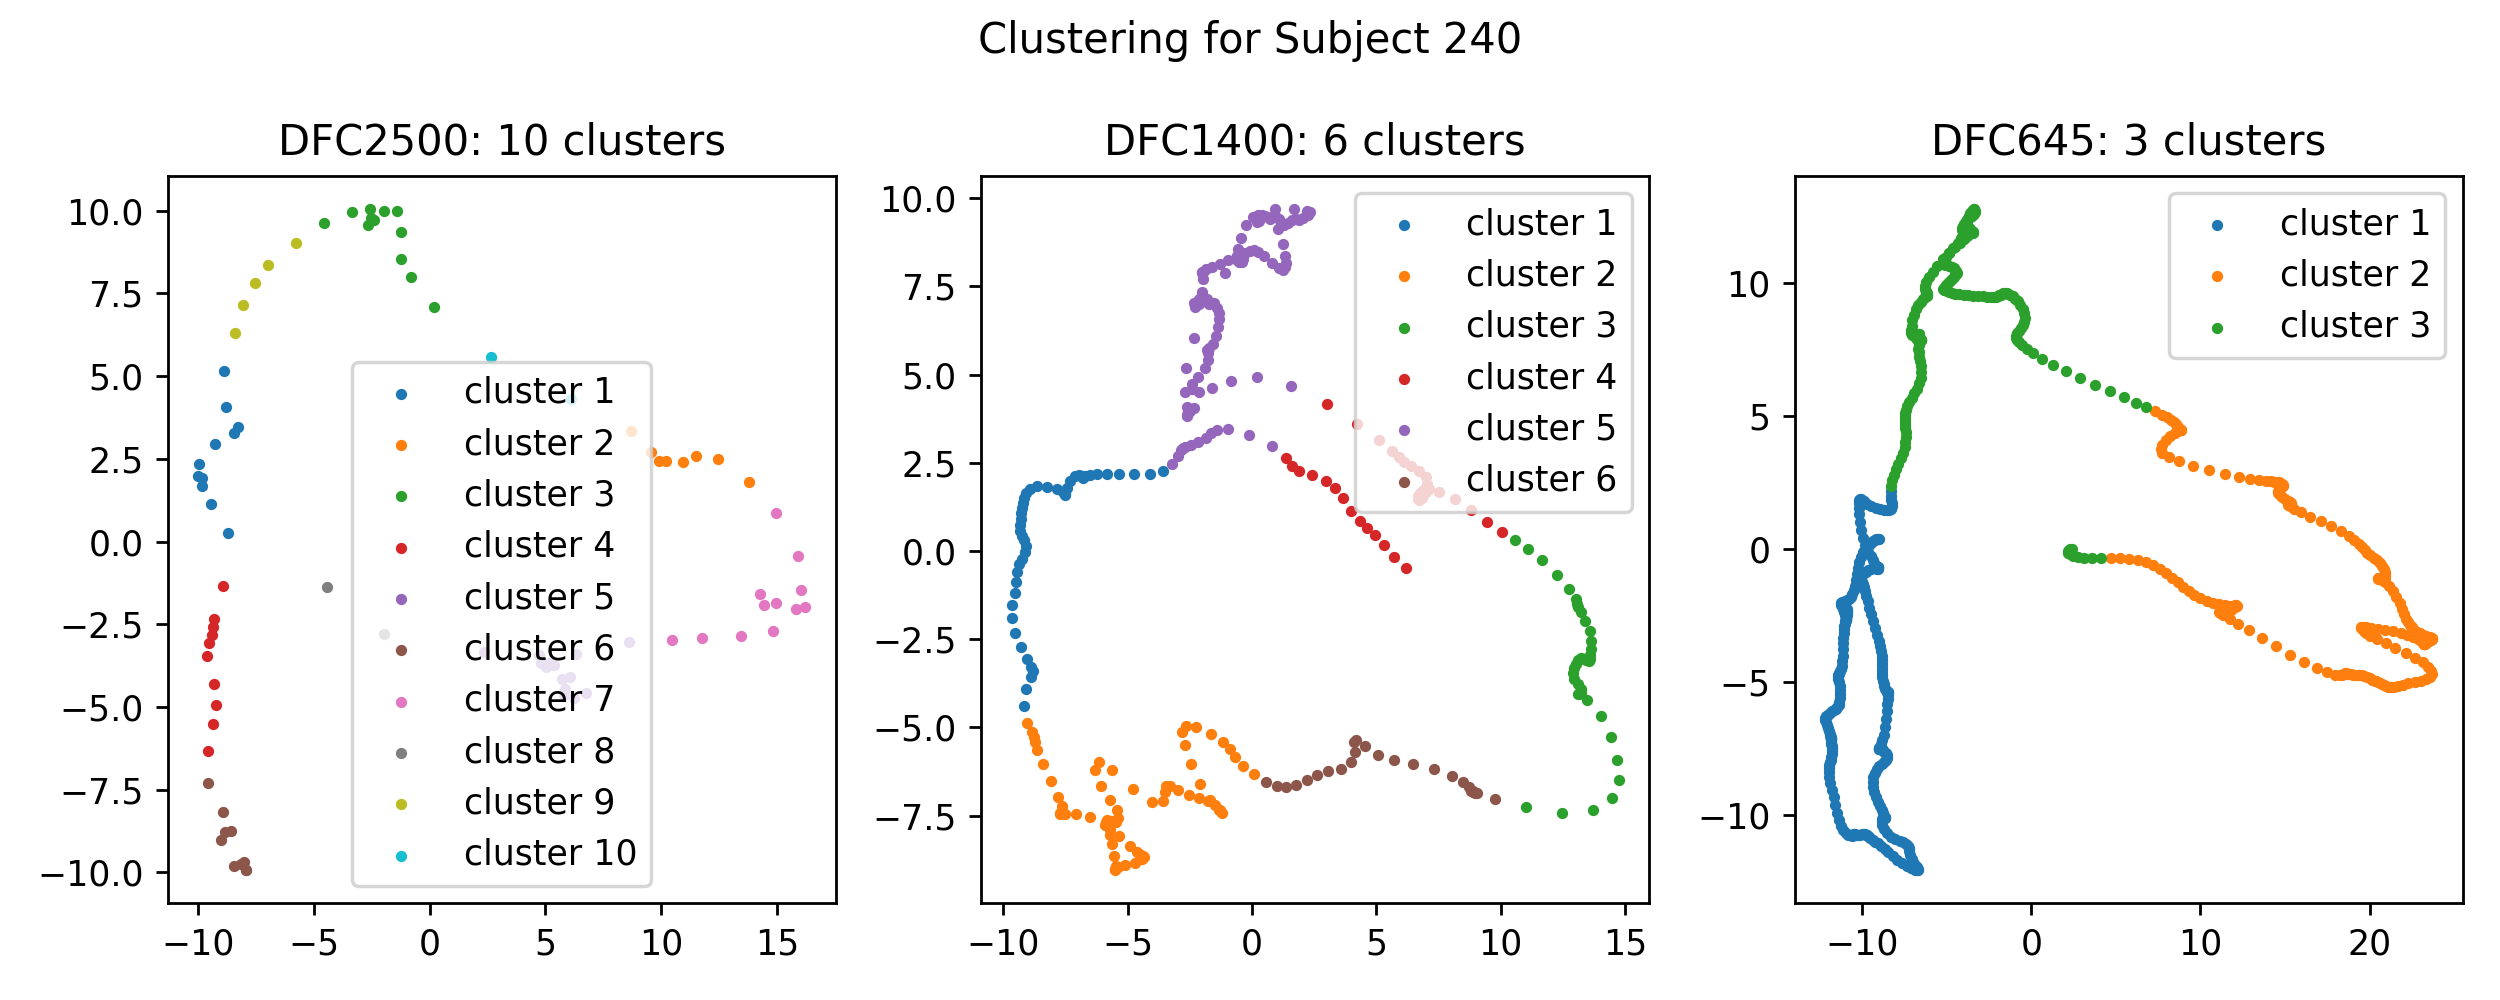 Clustering for Subject 240
DFC2500: 10 clusters
10.0
7.5
5.0
2.5
0.0
−2.5
−5.0
−7.5
−10.0
−10
−5
0
5
10
15
cluster 1
cluster 2
cluster 3
cluster 4
cluster 5
cluster 6
cluster 7
cluster 8
cluster 9
cluster 10
DFC1400: 6 clusters
10.0
7.5
5.0
2.5
0.0
−2.5
−5.0
−7.5
−10
−5
0
5
10
15
cluster 1
cluster 2
cluster 3
cluster 4
cluster 5
cluster 6
DFC645: 3 clusters
10
5
0
−5
−10
−10
0
10
20
cluster 1
cluster 2
cluster 3